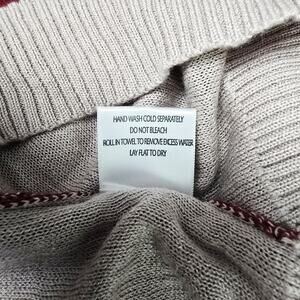 HAND WASH COLD SEPARATELY
DO NOT BLEACH
ROLL IN TOWEL TO REMOVE EXCESS WATER
LAY FLAT TO DRY